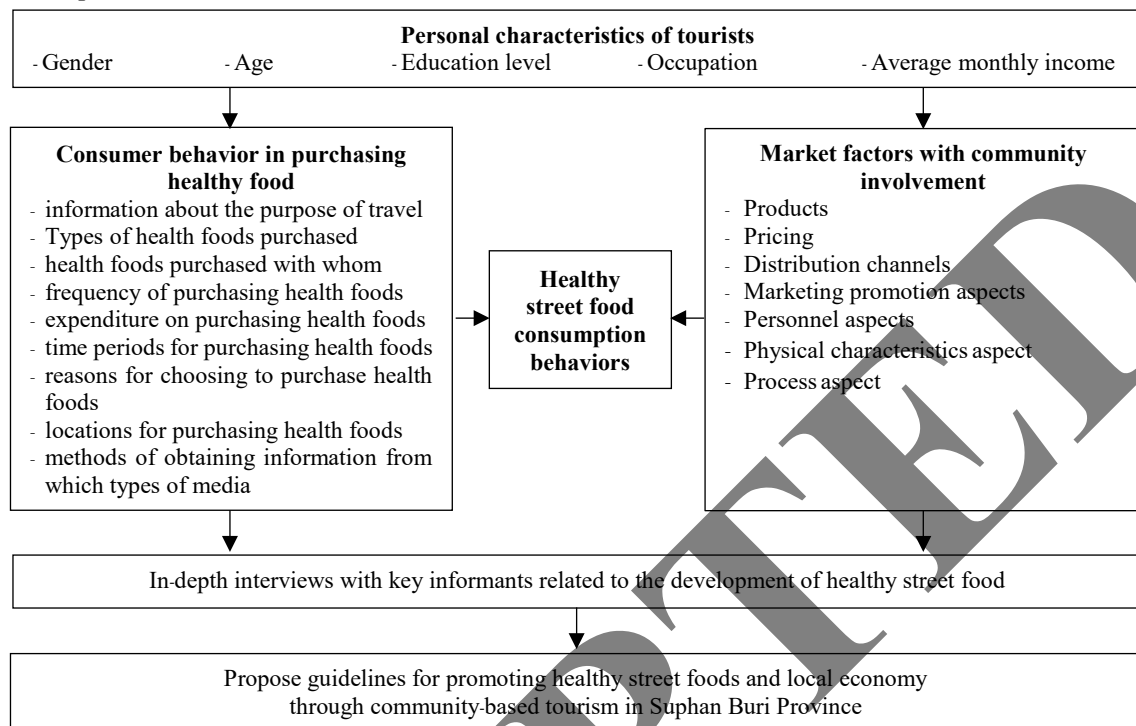 Personal characteristics of tourists
- Gender - Age - Education level - Occupation - Average monthly income
Consumer behavior in purchasing
healthy food
- information about the purpose of travel
- Types of health foods purchased
- health foods purchased with whom
- frequency of purchasing health foods
- expenditure on purchasing health foods
- time periods for purchasing health foods
- reasons for choosing to purchase health
foods
- locations for purchasing health foods
- methods of obtaining information from
which types of media
Healthy
street food
consumption
behaviors
Market factors with community
involvement
- Products
- Pricing
- Distribution channels
- Marketing promotion aspects
- Personnel aspects
- Physical characteristics aspect
- Process aspect
In-depth interviews with key informants related to the development of healthy street food
Propose guidelines for promoting healthy street foods and local economy
through community-based tourism in Suphan Buri Province